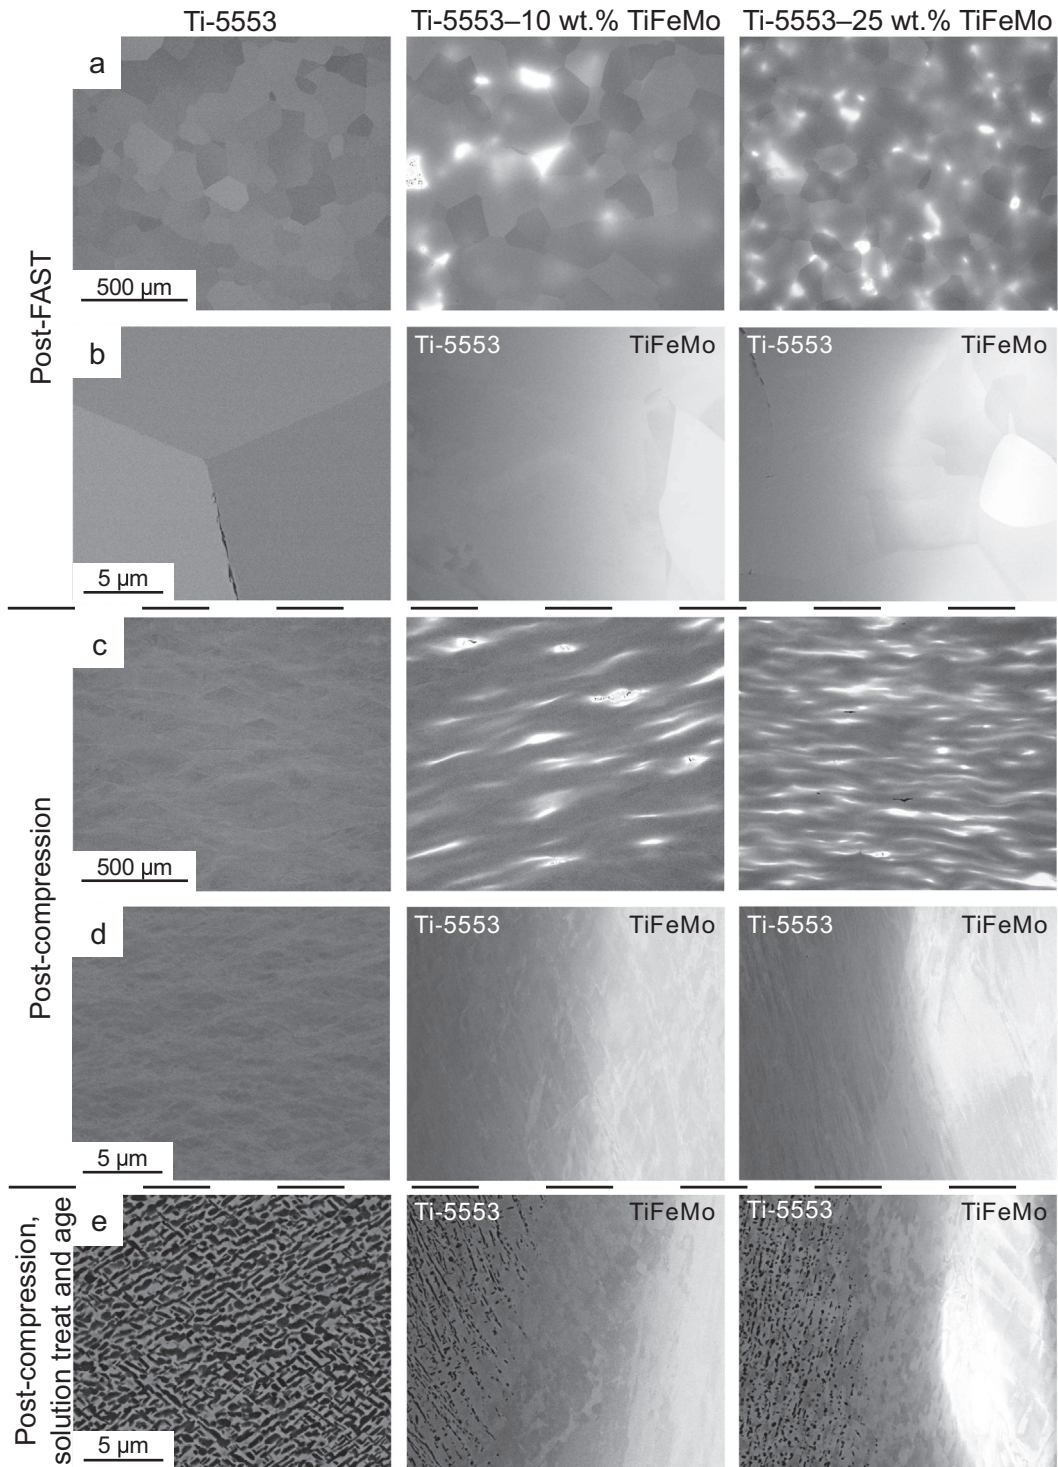 Ti-5553
Ti-5553–10 wt.% TiFeMo
Ti-5553–25 wt.% TiFeMo
Post-FAST
a
500 µm
b
5 µm
Ti-5553
TiFeMo
Ti-5553
TiFeMo
Post-compression
c
500 µm
d
5 µm
Ti-5553
TiFeMo
Ti-5553
TiFeMo
Post-compression,
solution treat and age
e
5 µm
Ti-5553
TiFeMo
Ti-5553
TiFeMo